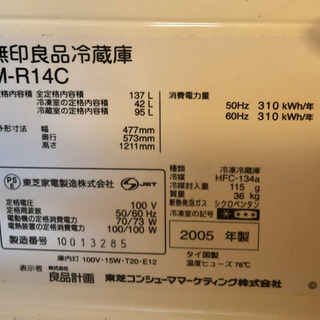 無印良品冷蔵庫
M-R14C
定格内容積 全定格内容積 137 L
冷凍室の定格内容積 42 L
冷蔵室の定格内容積 95 L
消費電力量 50Hz 310 kWh/年
60Hz 310 kWh/年
外形寸法 幅 477mm
奥行 573mm
高さ 1211mm
種類 冷凍冷蔵庫
冷媒 HFC-134a
冷媒封入量 115 g
質量 36 kg
断熱発泡ガス シクロペンタン
冷凍室の記号
PS E 東芝家電製造株式会社 S JET
定格電圧 100 V
定格周波数 50/60 Hz
電動機の定格消費電力 70/73 W
電熱装置の定格消費電力 100/100 W
製造番号 10013285
2005 年製
庫内灯 100V・15W・T20・E12
タイ国製
温度ヒューズ 76℃
表示者 株式会社 良品計画 東芝コンシューママーケティング株式会社